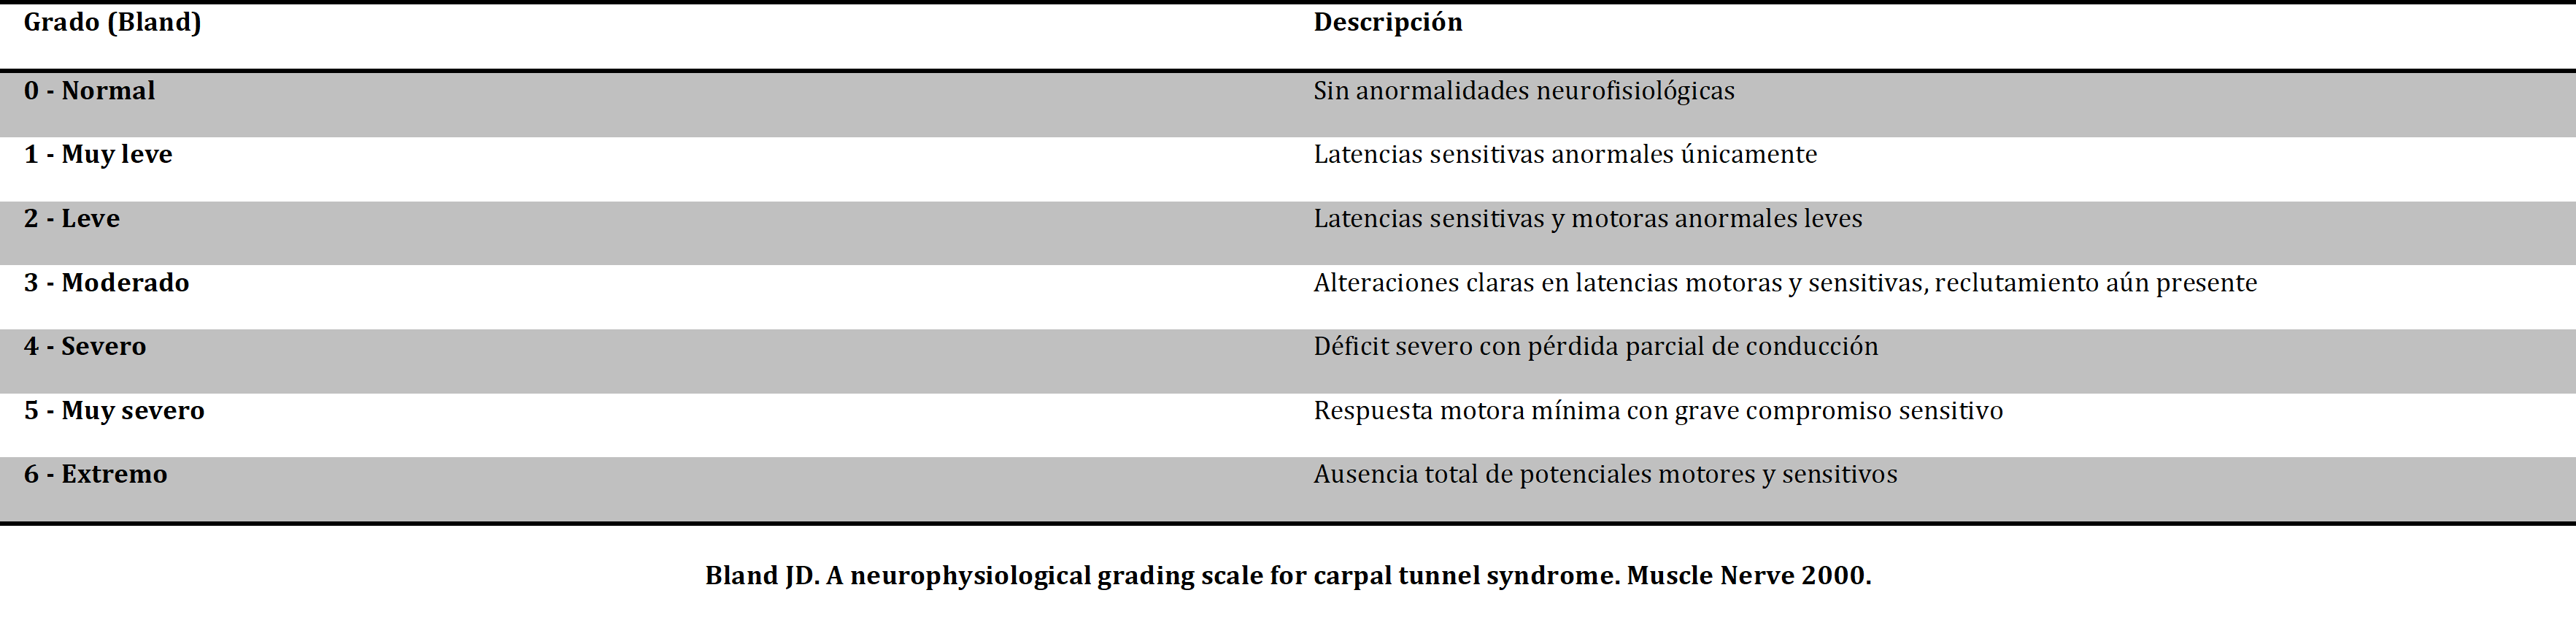 Grado (Bland) Descripción
0 - Normal Sin anormalidades neurofisiológicas
1 - Muy leve Latencias sensitivas anormales únicamente
2 - Leve Latencias sensitivas y motoras anormales leves
3 - Moderado Alteraciones claras en latencias motoras y sensitivas, reclutamiento aún presente
4 - Severo Déficit severo con pérdida parcial de conducción
5 - Muy severo Respuesta motora mínima con grave compromiso sensitivo
6 - Extremo Ausencia total de potenciales motores y sensitivos
Bland JD. A neurophysiological grading scale for carpal tunnel syndrome. Muscle Nerve 2000.